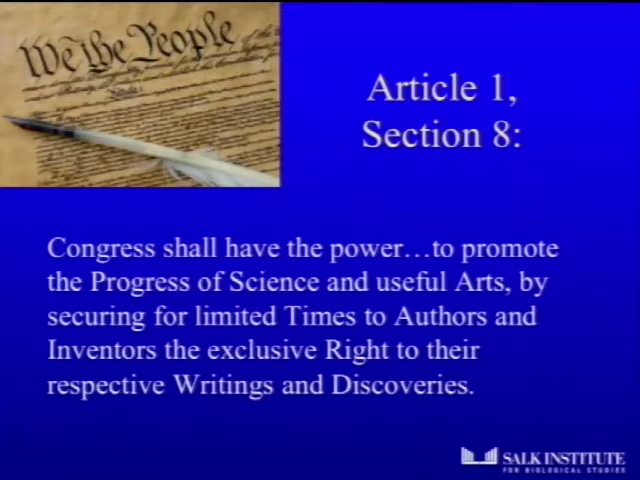 We the People
Article 1,
Section 8:
Congress shall have the power…to promote
the Progress of Science and useful Arts, by
securing for limited Times to Authors and
Inventors the exclusive Right to their
respective Writings and Discoveries.
SALK INSTITUTE
FOR BIOLOGICAL STUDIES